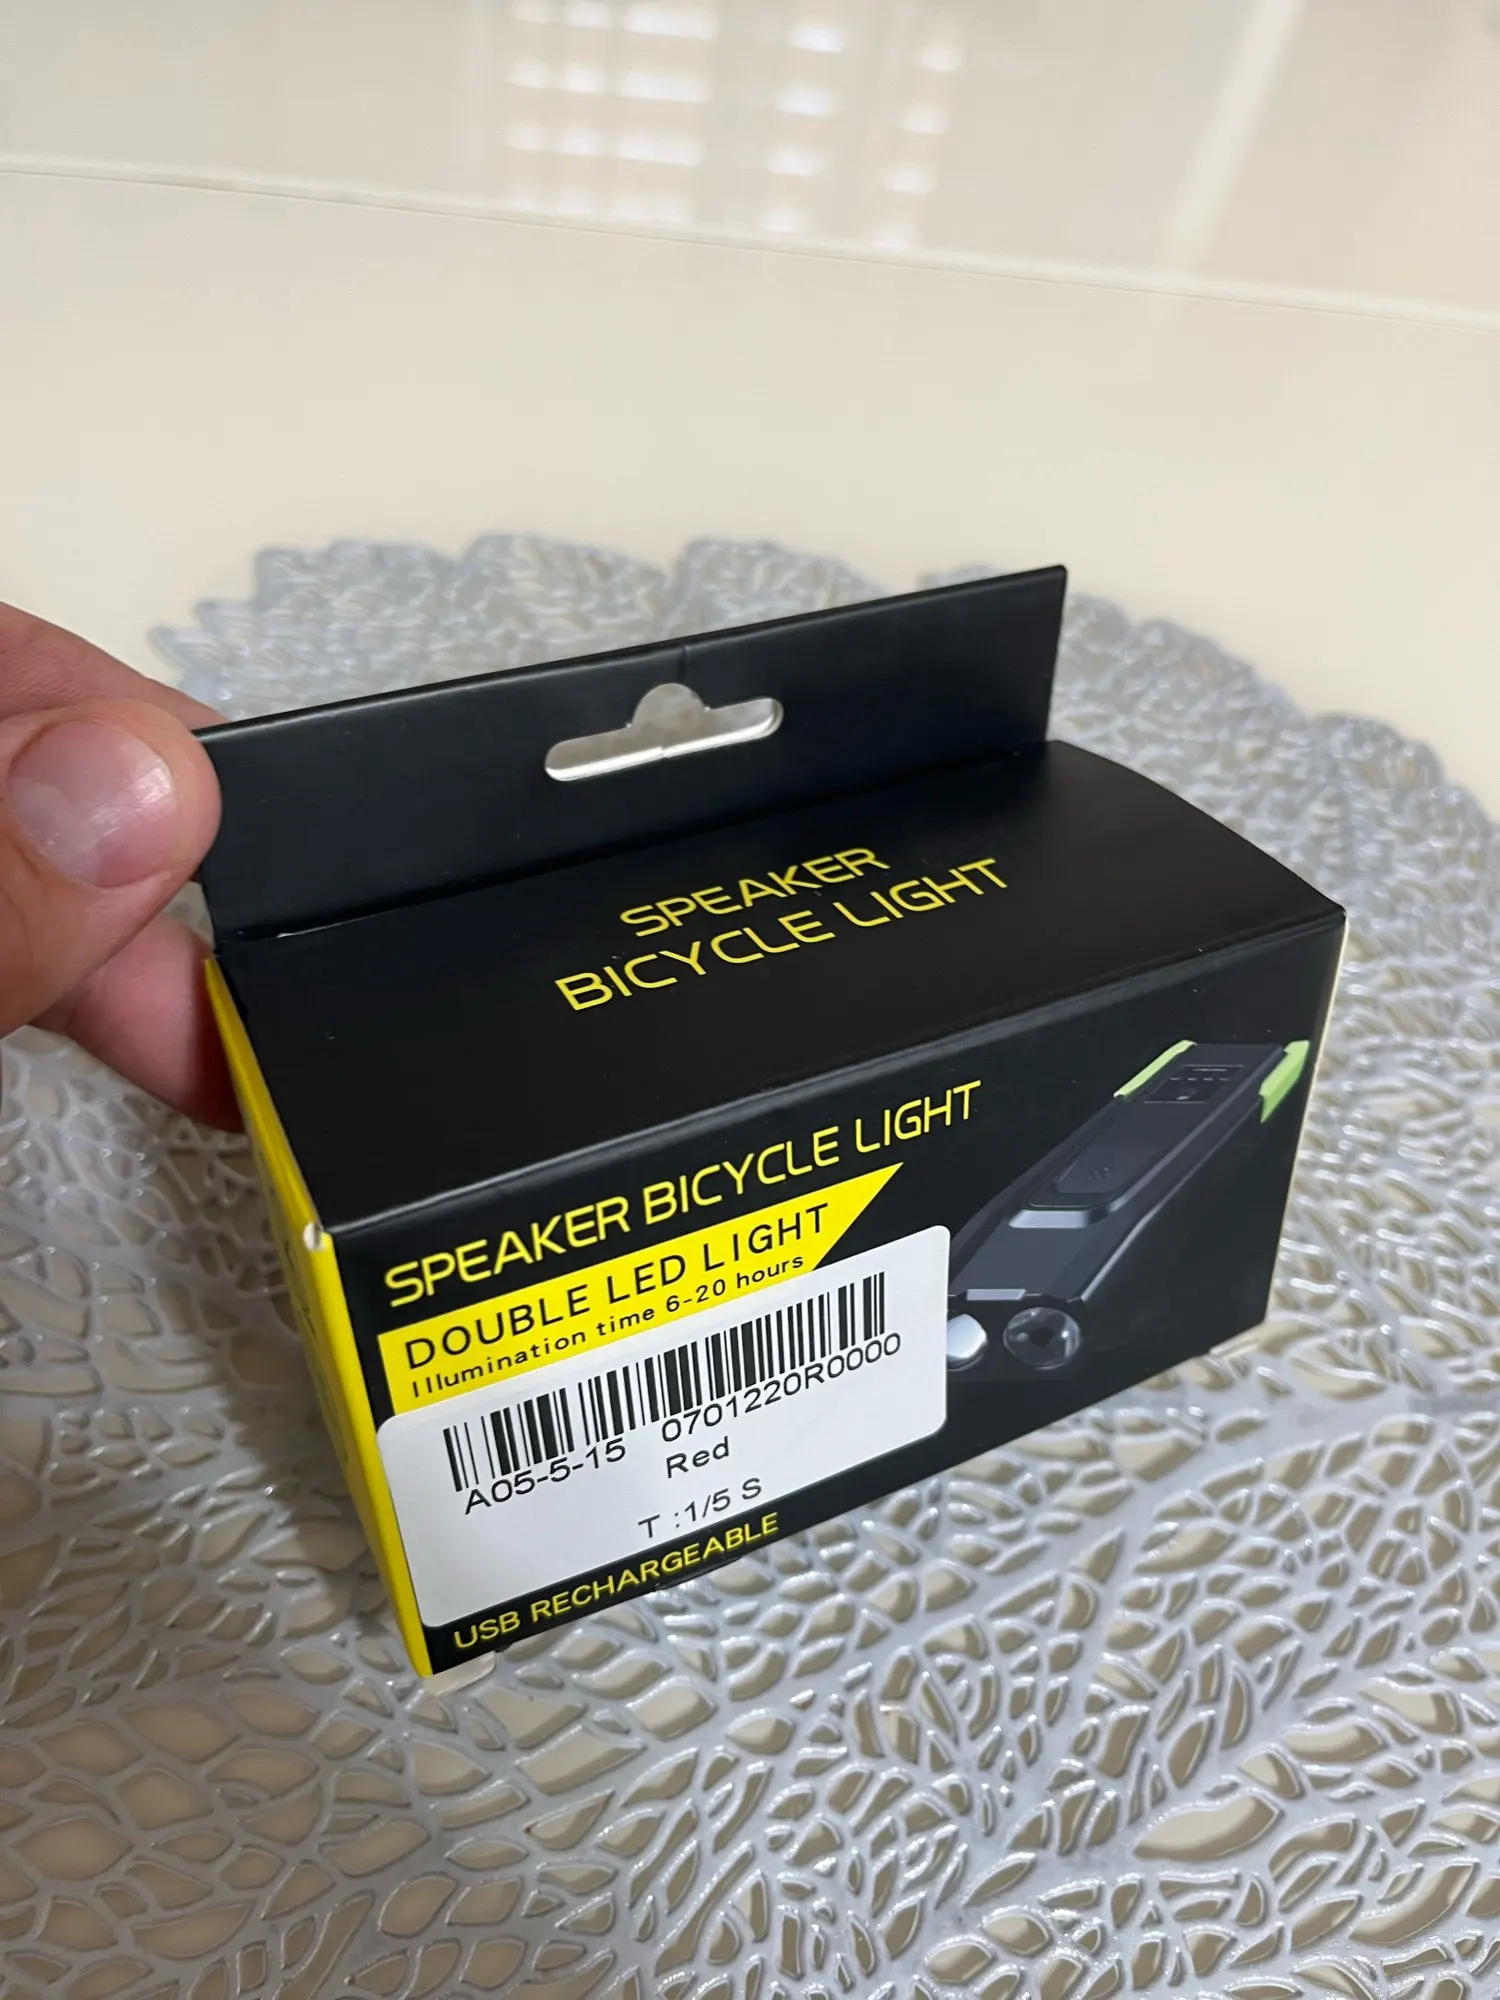 SPEAKER
BICYCLE LIGHT
SPEAKER BICYCLE LIGHT
DOUBLE LED LIGHT
Illumination time 6-20 hours
A05-5-15 0701220R0000
Red
T :1/5 S
USB RECHARGEABLE